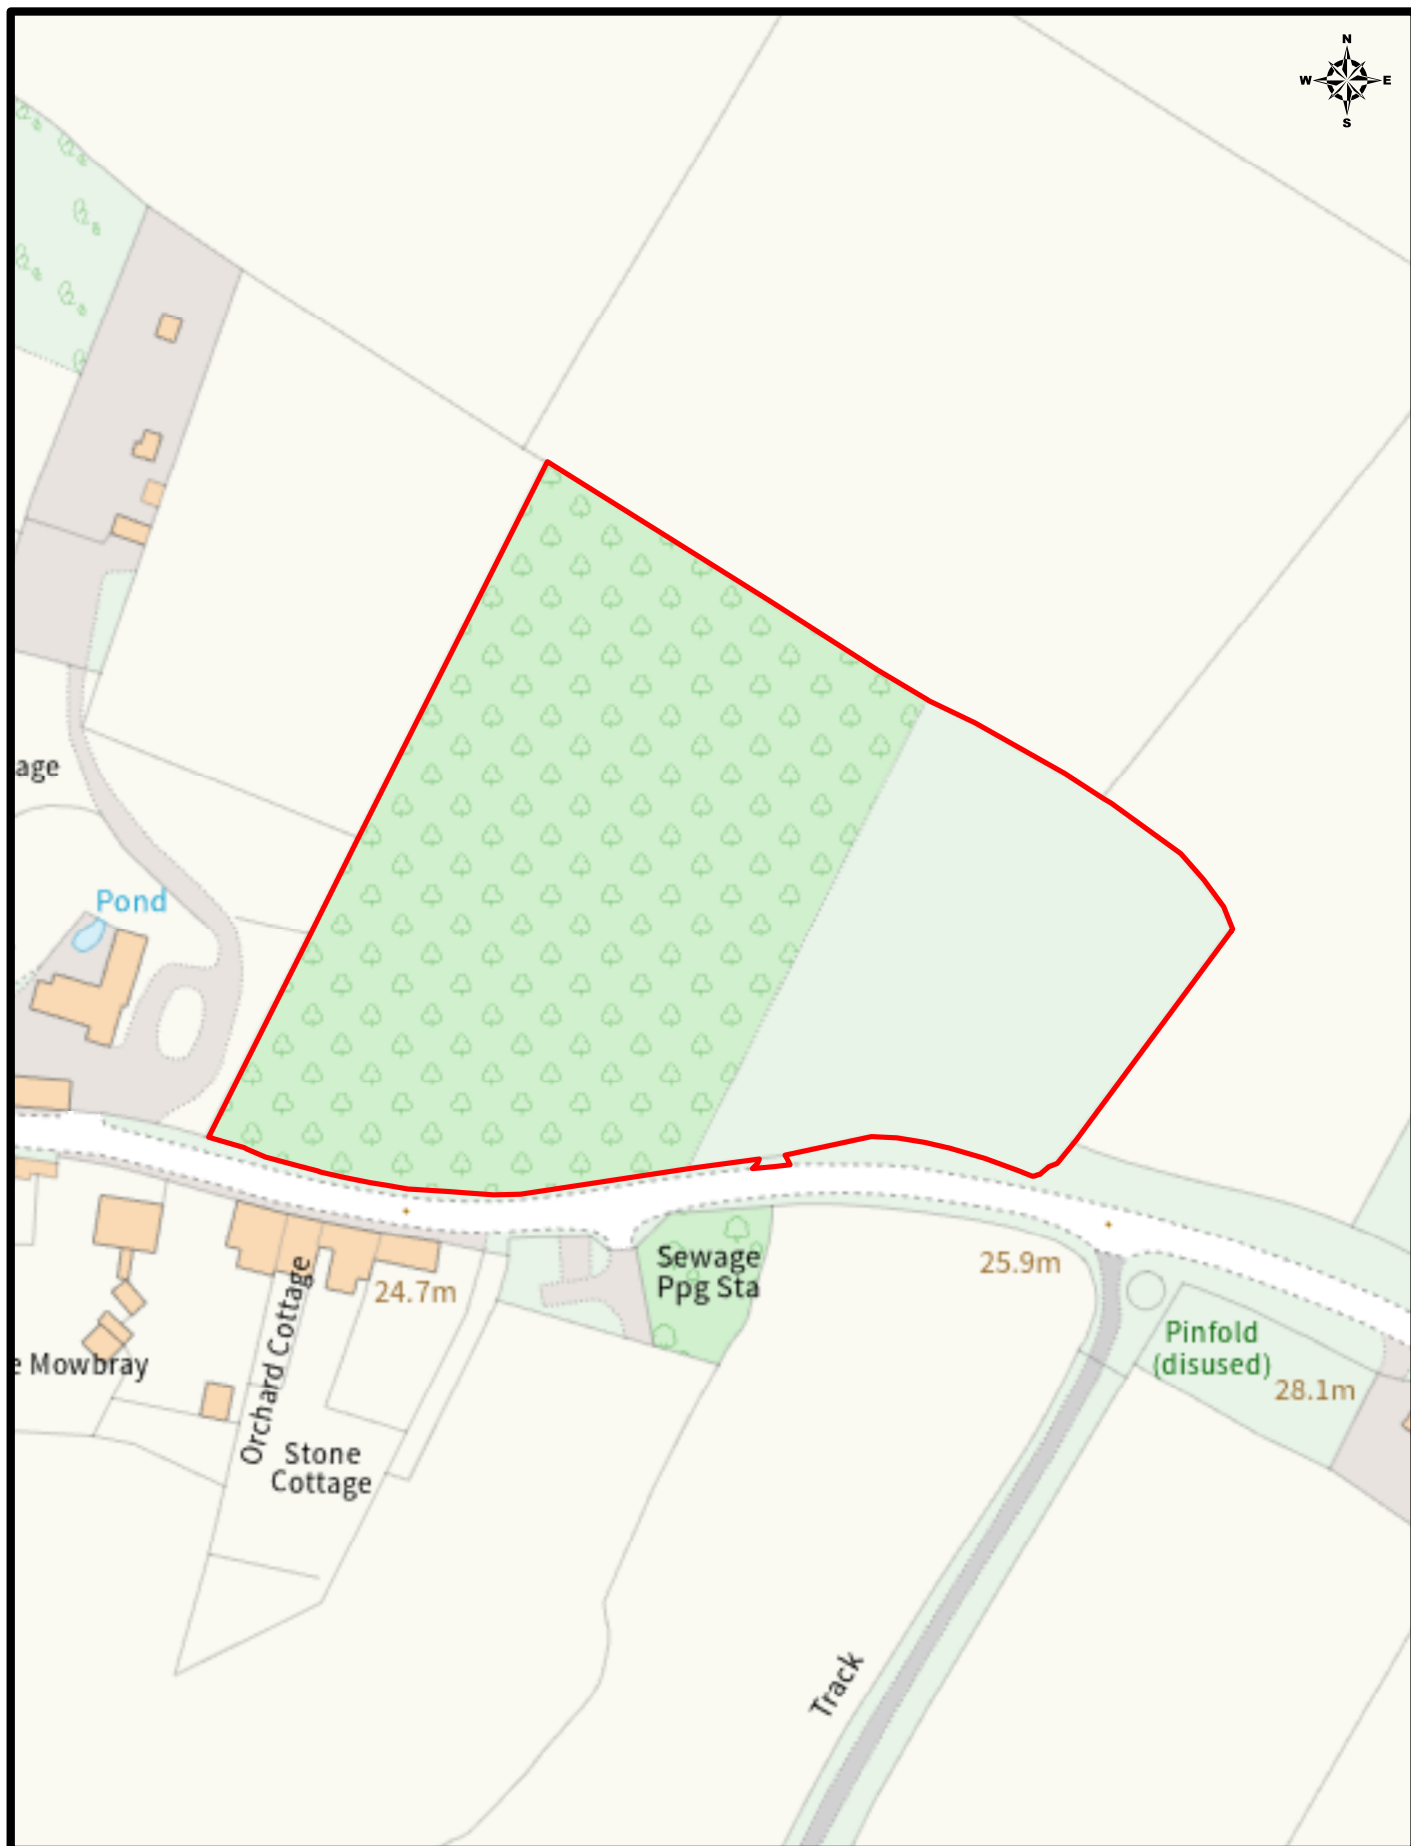 N
W E
S
age
Pond
Sewage
Ppg Sta
25.9m
24.7m
Orchard Cottage
Pinfold
(disused)
28.1m
e Mowbray
Stone
Cottage
Track